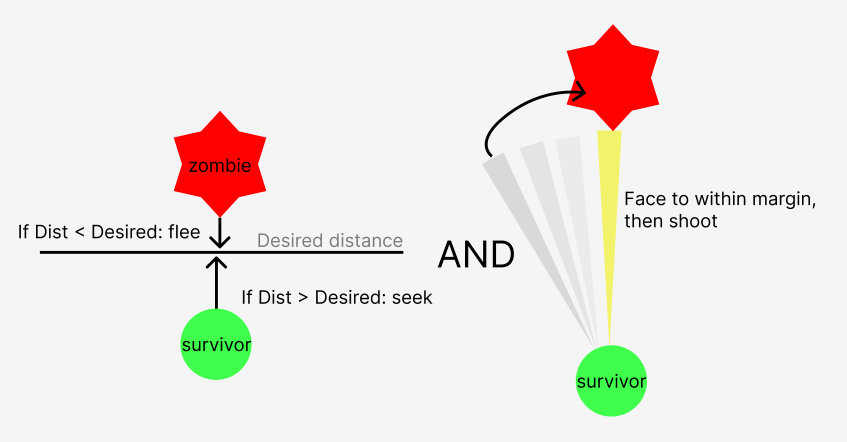 zombie
If Dist < Desired: flee
Desired distance
If Dist > Desired: seek
survivor
AND
Face to within margin,
then shoot
survivor